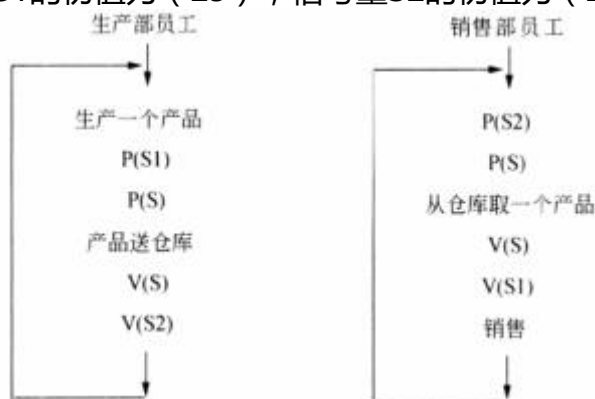 S1的初值为（25），信号量S2的初值为（2
生产部员工
生产一个产品
P(S1)
P(S)
产品送仓库
V(S)
V(S2)
销售部员工
P(S2)
P(S)
从仓库取一个产品
V(S)
V(S1)
销售